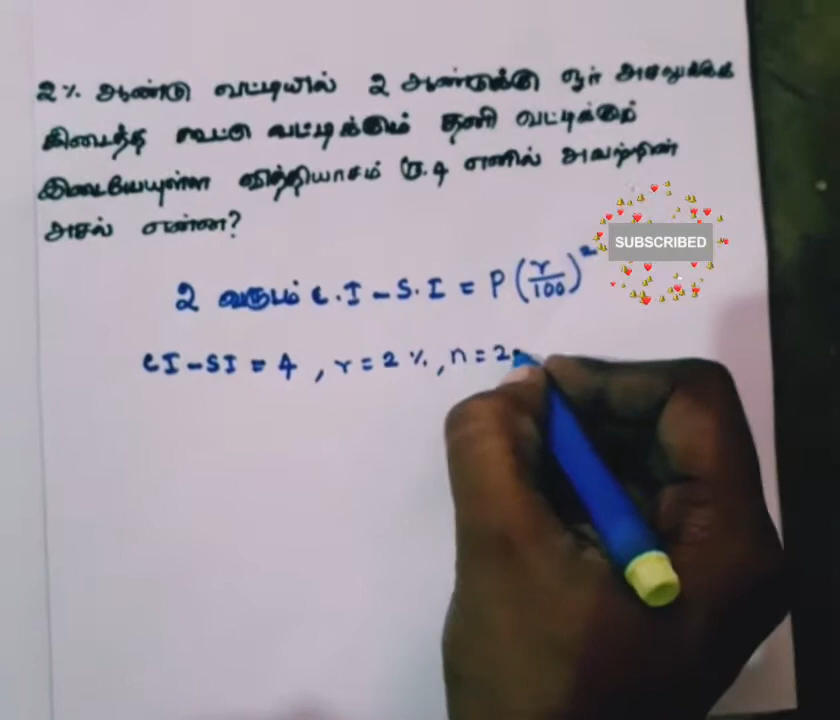 2% ஆண்டு வட்டியில் 2 ஆண்டுக்கு ஓர் அசலுக்குக்
கிடைத்த கூட்டு வட்டிக்கும் தனி வட்டிக்கும்
இடையேயுள்ள வித்தியாசம் ரூ.4 எனில் அவற்றின்
அசல் என்ன?
SUBSCRIBED
2 வருடம் C.I - S.I = P(r/100)²
CI - SI = 4 , r = 2 % , n = 2